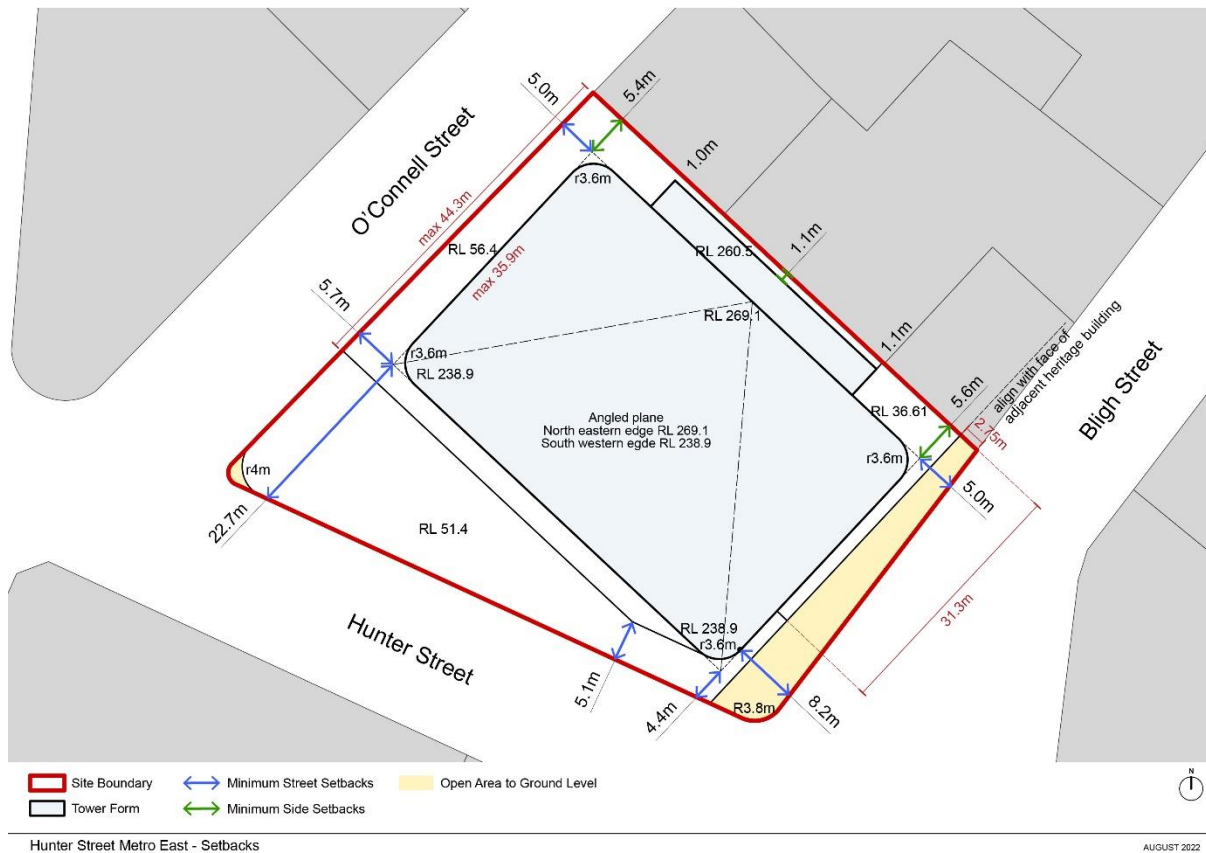 5.0m
5.4m
O'Connell Street
max 44.3m
r3.6m
1.0m
RL 56.4
max 35.9m
RL 260.5
1.1m
5.7m
RL 269.1
1.1m
r3.6m
RL 238.9
align with face of
adjacent heritage building
Bligh Street
Angled plane
North eastern edge RL 269.1
South western egde RL 238.9
RL 36.61
5.6m
2.75m
r3.6m
r4m
5.0m
22.7m
RL 51.4
31.3m
Hunter Street
RL 238.9
r3.6m
5.1m
4.4m
R3.8m
8.2m
Site Boundary
Minimum Street Setbacks
Open Area to Ground Level
N
Tower Form
Minimum Side Setbacks
Hunter Street Metro East - Setbacks
AUGUST 2022